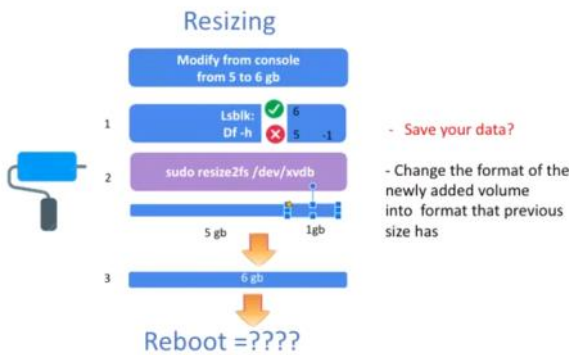 Resizing
Modify from console
from 5 to 6 gb
1
Lsblk:
6
Df -h
5
-1
- Save your data?
2
sudo resize2fs /dev/xvdb
- Change the format of the
newly added volume
into format that previous
size has
5 gb
1gb
3
6 gb
Reboot =????